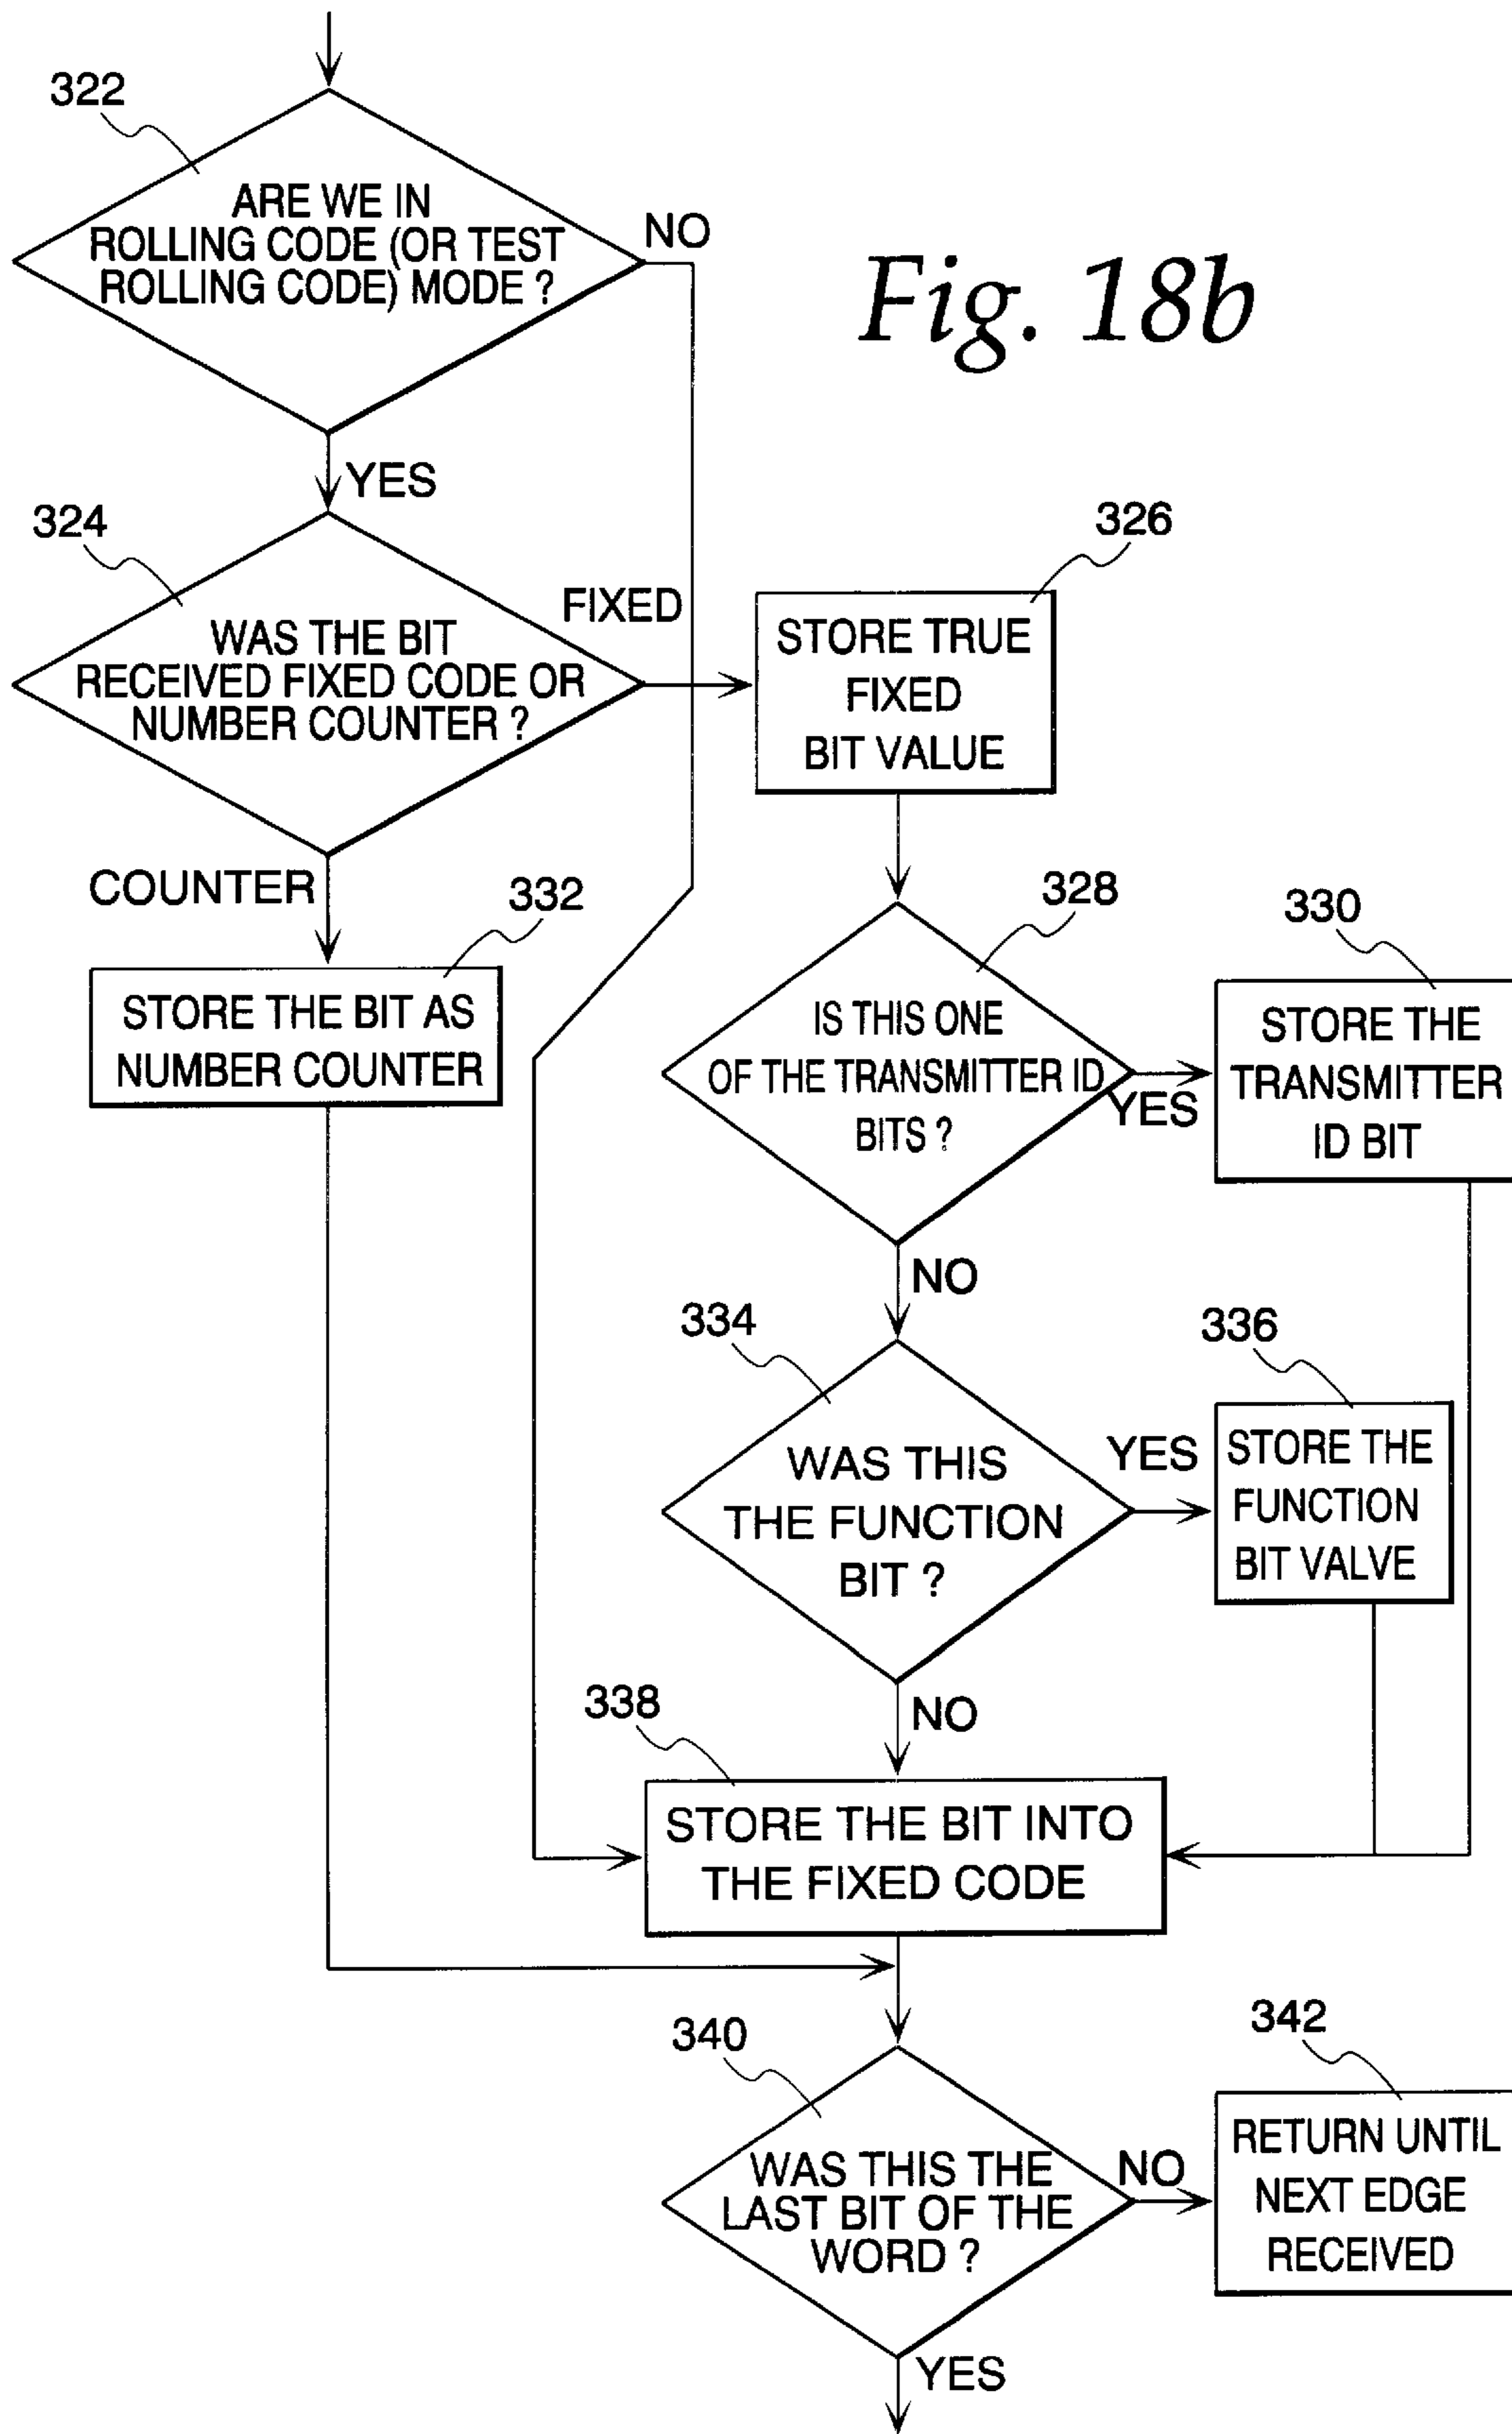 322
ARE WE IN
ROLLING CODE (OR TEST
ROLLING CODE) MODE ?
NO
Fig. 18b
YES
324
WAS THE BIT
RECEIVED FIXED CODE OR
NUMBER COUNTER ?
FIXED
326
STORE TRUE
FIXED
BIT VALUE
COUNTER
332
STORE THE BIT AS
NUMBER COUNTER
328
IS THIS ONE
OF THE TRANSMITTER ID
BITS ?
YES
330
STORE THE
TRANSMITTER
ID BIT
NO
334
WAS THIS
THE FUNCTION
BIT ?
YES
336
STORE THE
FUNCTION
BIT VALVE
NO
338
STORE THE BIT INTO
THE FIXED CODE
340
WAS THIS THE
LAST BIT OF THE
WORD ?
NO
342
RETURN UNTIL
NEXT EDGE
RECEIVED
YES